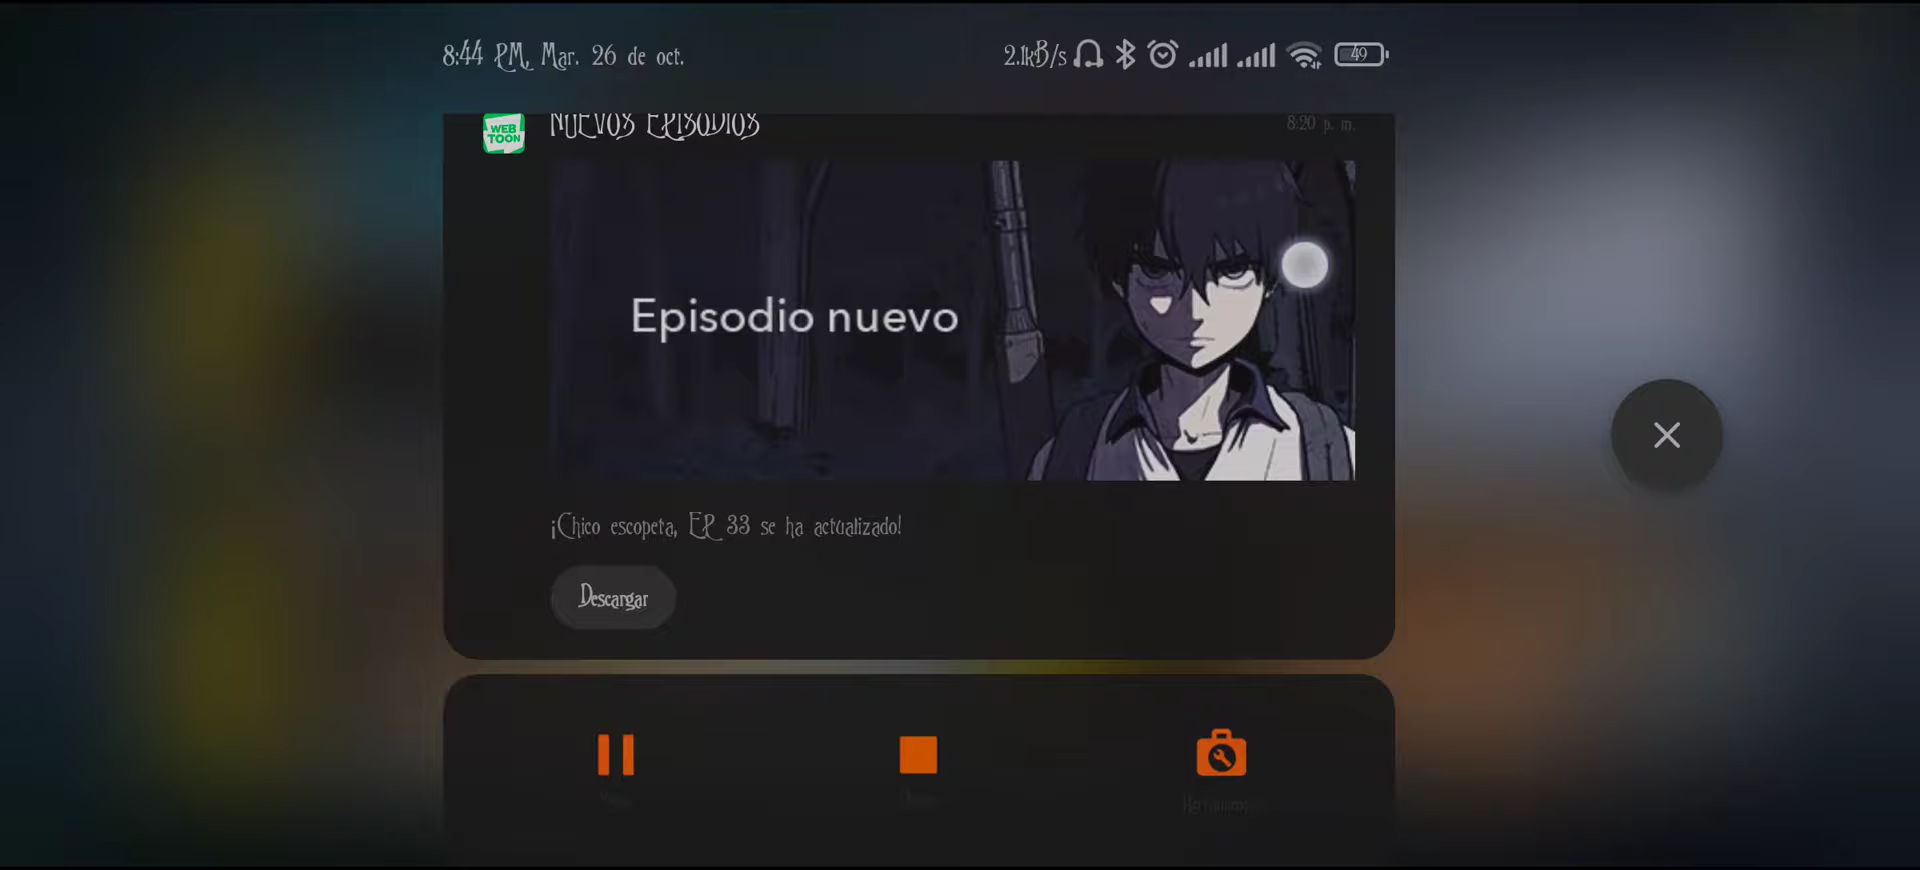 8:44 PM, Mar. 26 de oct.
2.1kB/s
49
WEB
TOON
NUEVOS EPISODIOS
8:20 p. m.
Episodio nuevo
¡Chico escopeta, EP 33 se ha actualizado!
Descargar